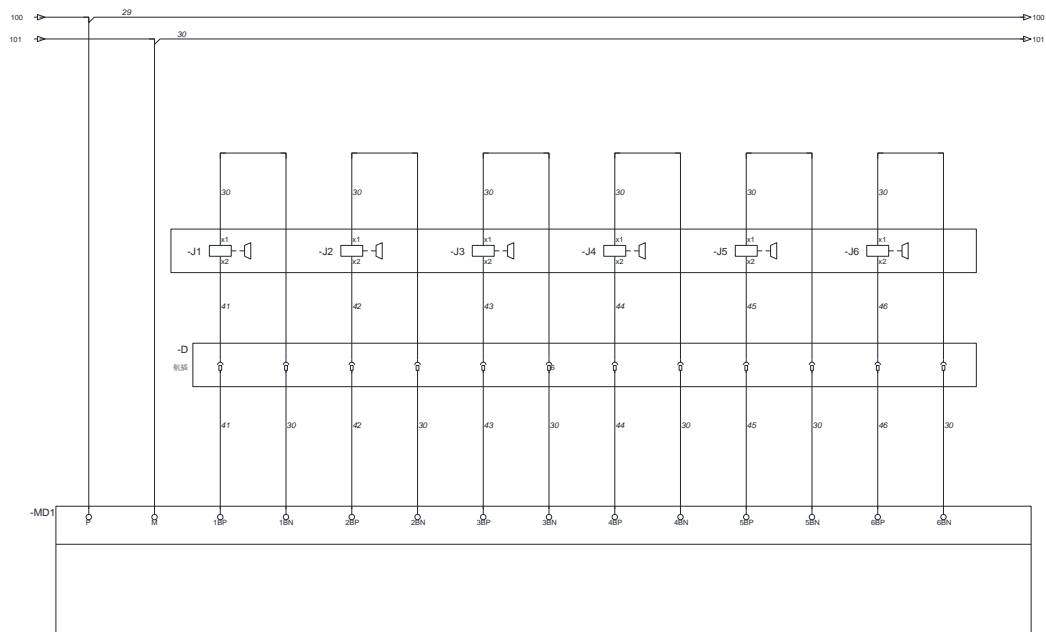 29
100 100
30
101 101
30 30 30 30 30 30
x1 x1 x1 x1 x1 x1
-J1 -J2 -J3 -J4 -J5 -J6
x2 x2 x2 x2 x2 x2
41 42 43 44 45 46
-D
航插
41 30 42 30 43 30 44 30 45 30 46 30
-MD1
P M 1BP 1BN 2BP 2BN 3BP 3BN 4BP 4BN 5BP 5BN 6BP 6BN